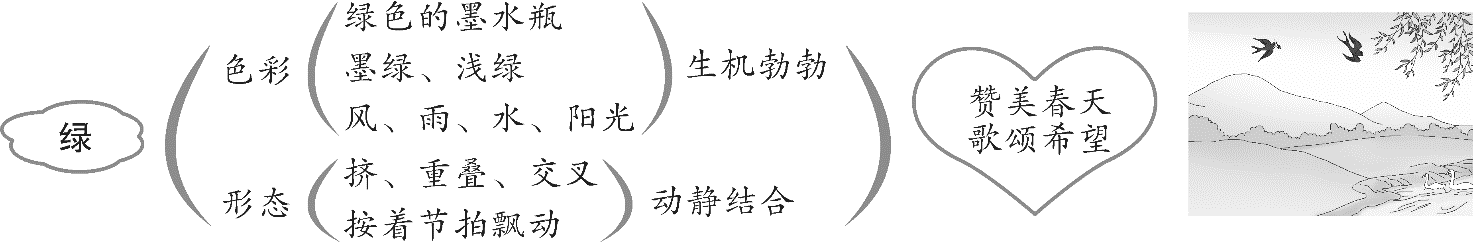 绿
色彩
绿色的墨水瓶
墨绿、浅绿
风、雨、水、阳光
生机勃勃
形态
挤、重叠、交叉
按着节拍飘动
动静结合
赞美春天
歌颂希望